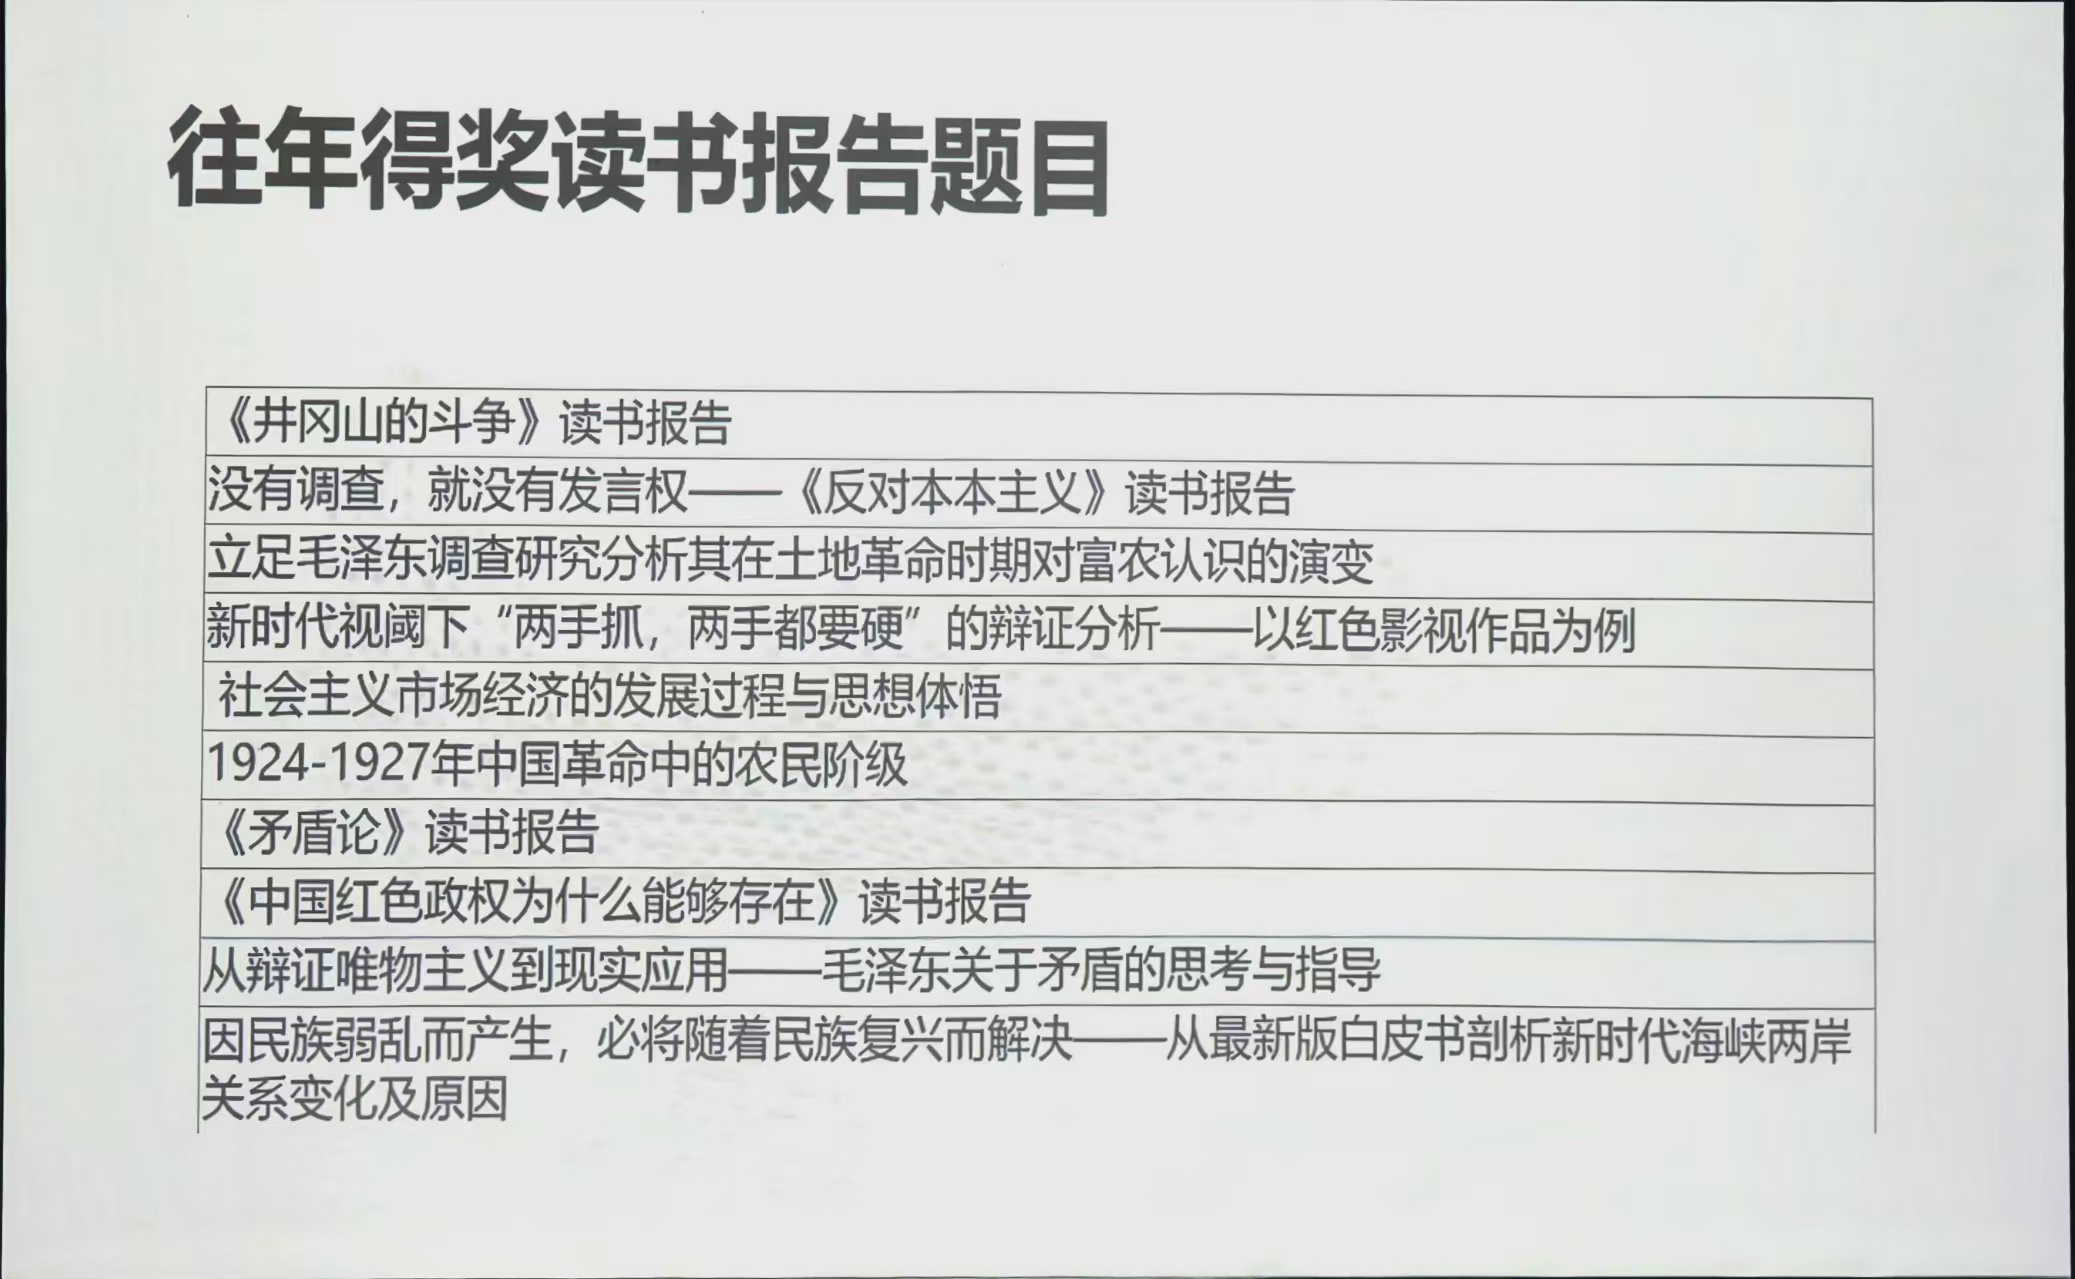 往年得奖读书报告题目
《井冈山的斗争》读书报告
没有调查，就没有发言权——《反对本本主义》读书报告
立足毛泽东调查研究分析其在土地革命时期对富农认识的演变
新时代视阈下“两手抓，两手都要硬”的辩证分析——以红色影视作品为例
社会主义市场经济的发展过程与思想体悟
1924-1927年中国革命中的农民阶级
《矛盾论》读书报告
《中国红色政权为什么能够存在》读书报告
从辩证唯物主义到现实应用——毛泽东关于矛盾的思考与指导
因民族弱乱而产生，必将随着民族复兴而解决——从最新版白皮书剖析新时代海峡两岸
关系变化及原因